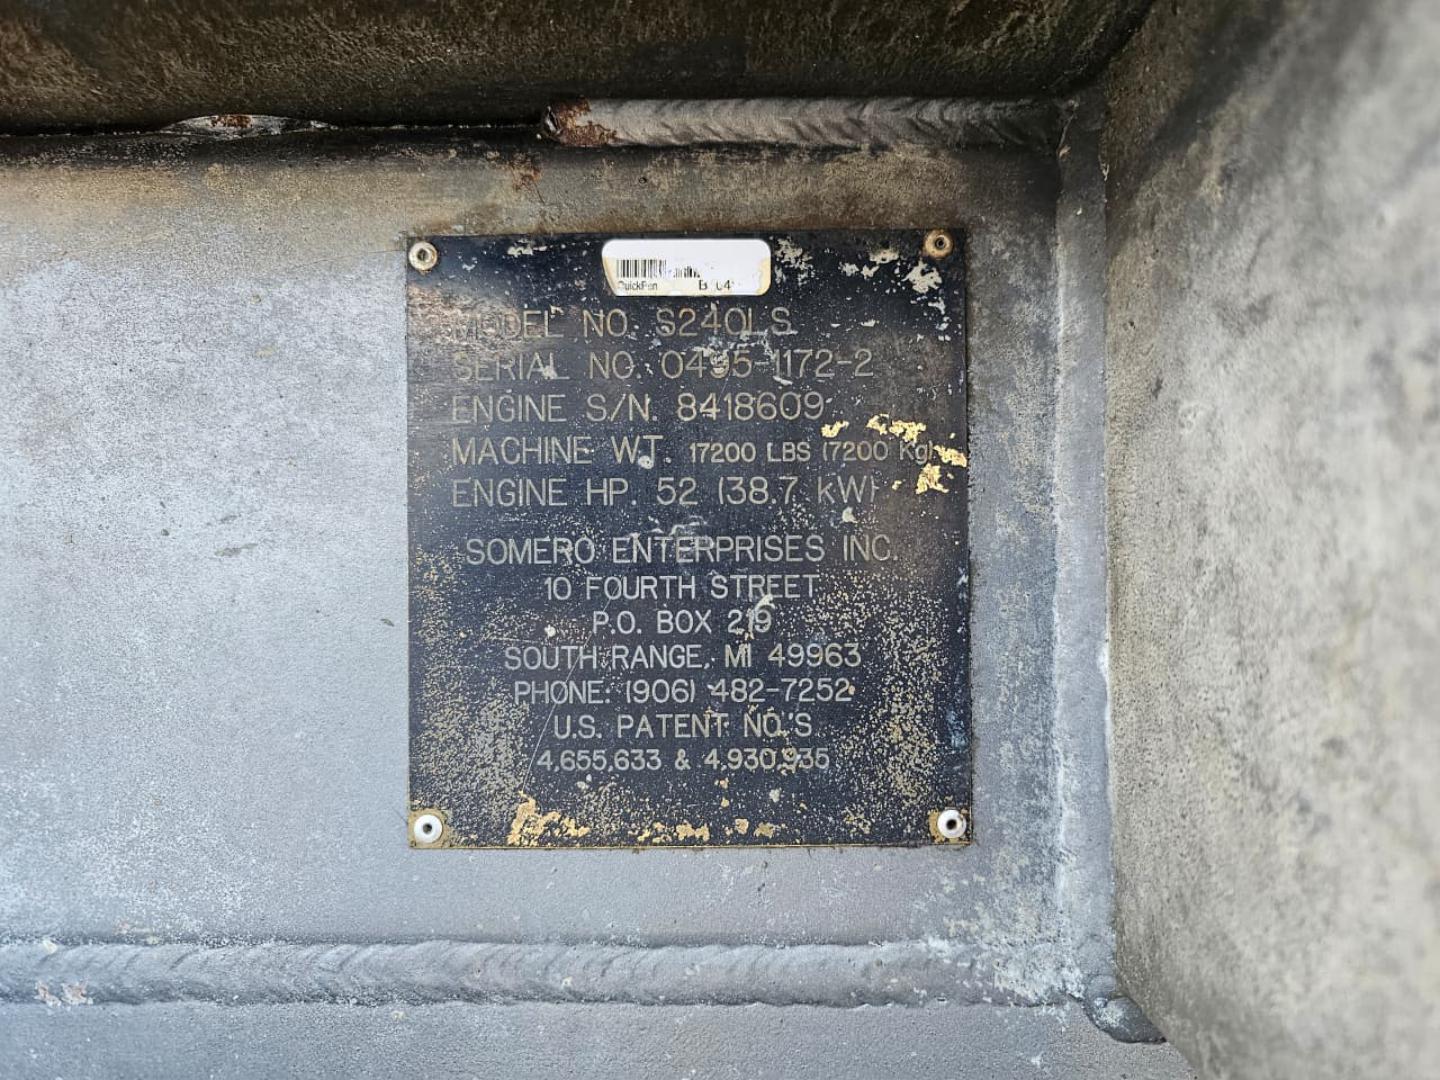 QuickPen
MODEL NO. S240LS
SERIAL NO. 0495-1172-2
ENGINE S/N. 8418609
MACHINE WT. 17200 LBS (7200 Kg)
ENGINE HP. 52 (38.7 KW)
SOMERO ENTERPRISES INC.
10 FOURTH STREET
P.O. BOX 219
SOUTH RANGE, MI 49963
PHONE: (906) 482-7252
U.S. PATENT NO.'S
4,655,633 & 4,930,935